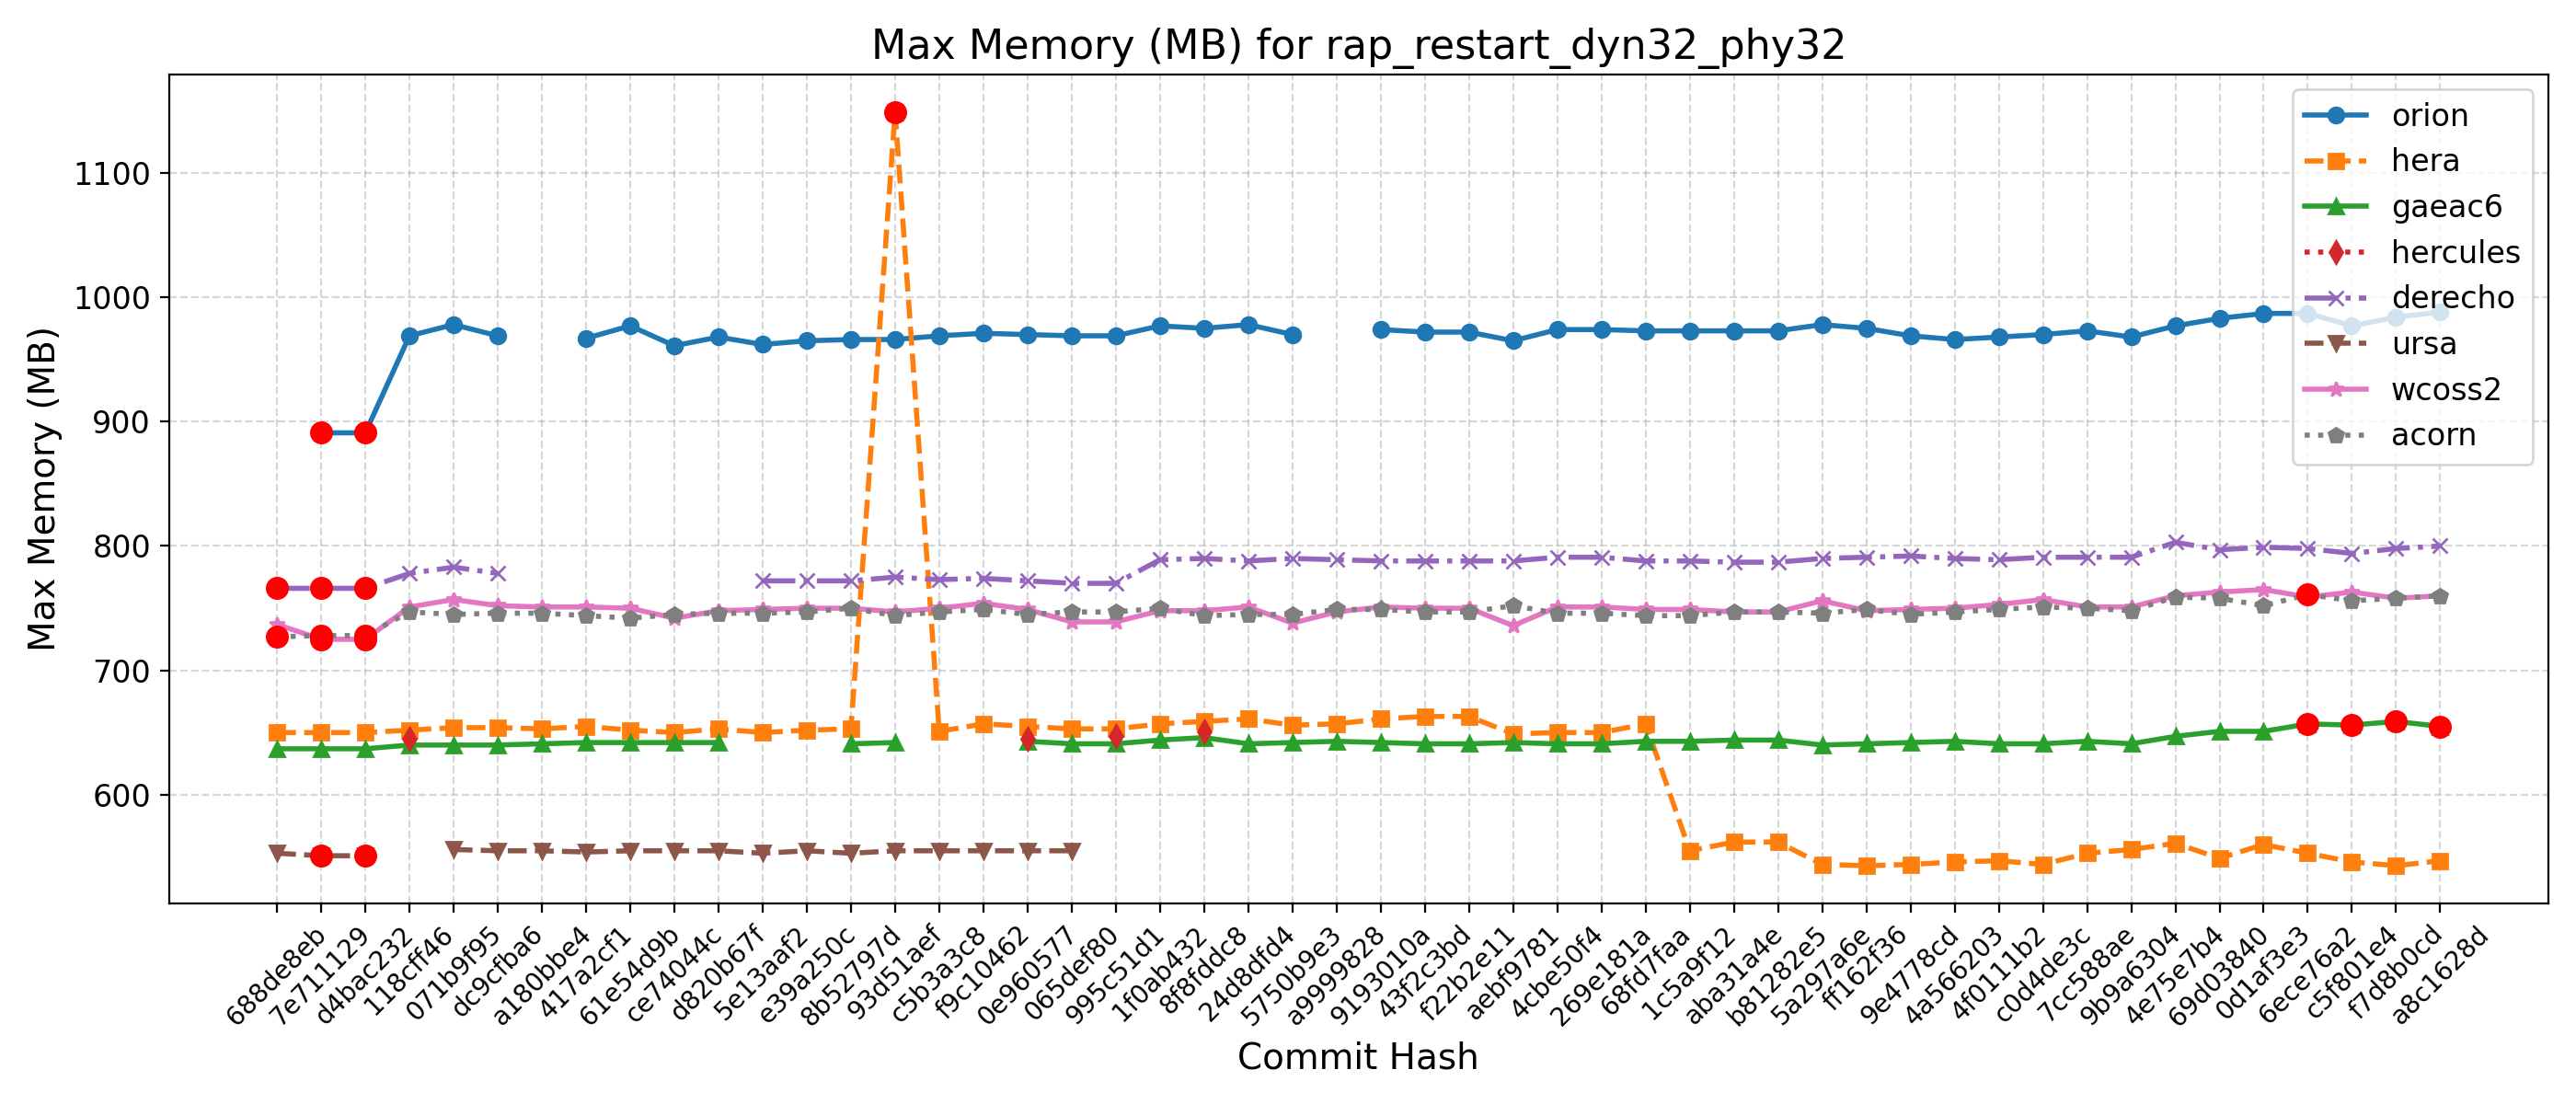 Max Memory (MB) for rap_restart_dyn32_phy32
Max Memory (MB)
1100
1000
900
800
700
600
orion
hera
gaeac6
hercules
derecho
ursa
wcoss2
acorn
688de8eb
7e711129
d4bac232
118cff46
071b9f95
dc9cfba6
a180bbe4
417a2cf1
61e54d9b
ce74044c
d820b67f
5e13aaf2
e39a250c
8b52797d
93d51aef
c5b3a3c8
f9c10462
0e960577
065def80
995c51d1
1f0ab432
8f8fddc8
24d8dfd4
5750b9e3
a9999828
9193010a
43f2c3bd
f22b2e11
aebf9781
4cbe50f4
269e181a
68fd7faa
1c5a9f12
aba31a4e
b81282e5
5a297a6e
ff162f36
9e4778cd
4a566203
4f0111b2
c0d4de3c
7cc588ae
9b9a6304
4e75e7b4
69d03840
0d1af3e3
6ece76a2
c5f801e4
f7d8b0cd
a8c1628d
Commit Hash